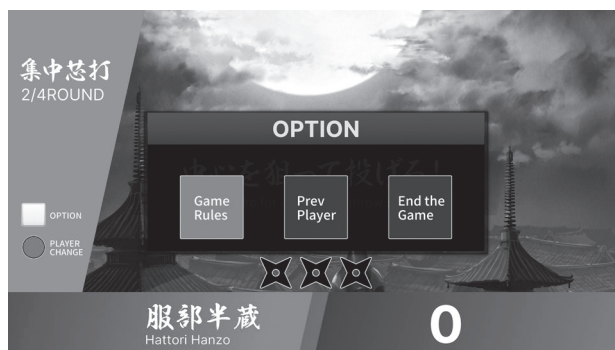 集中芯打
2/4ROUND
OPTION
Game
Rules
Prev
Player
End the
Game
OPTION
PLAYER
CHANGE
服部半蔵
Hattori Hanzo
0